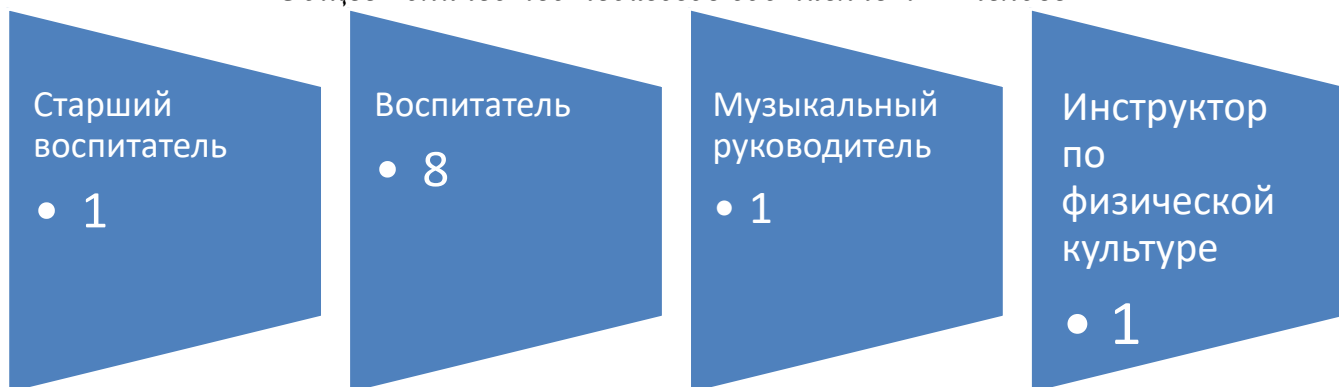 Старший
воспитатель
• 1
Воспитатель
• 8
Музыкальный
руководитель
• 1
Инструктор
по
физической
культуре
• 1